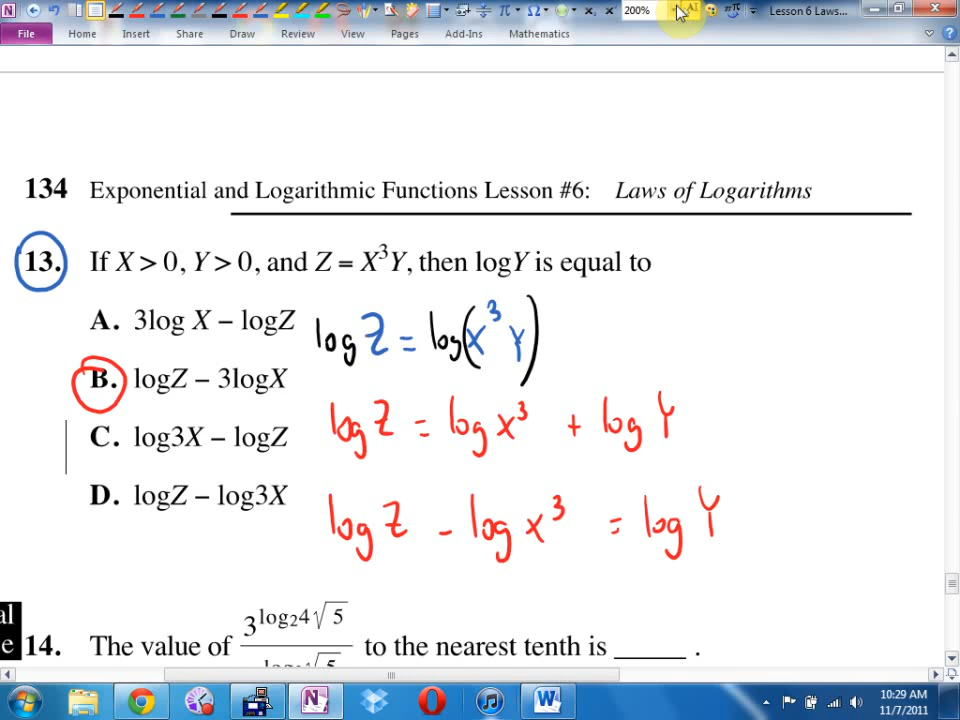 200% Lesson 6 Laws...
File Home Insert Share Draw Review View Pages Add-Ins Mathematics
134 Exponential and Logarithmic Functions Lesson #6: Laws of Logarithms
13. If X > 0, Y > 0, and Z = X³Y, then logY is equal to
A. 3log X − logZ
log Z = log(X³ Y)
B. logZ − 3logX
log Z = log X³ + log Y
C. log3X − logZ
D. logZ − log3X
log Z - log X³ = log Y
al
e 14. The value of 3^log₂4√5 to the nearest tenth is _____ .
10:29 AM
11/7/2011